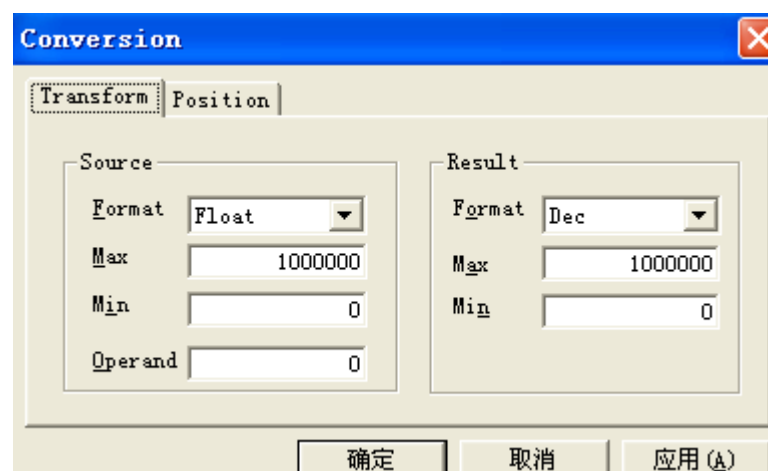 Conversion
Transform Position
Source
Format Float
Max 1000000
Min 0
Operand 0
Result
Format Dec
Max 1000000
Min 0
确定 取消 应用(A)